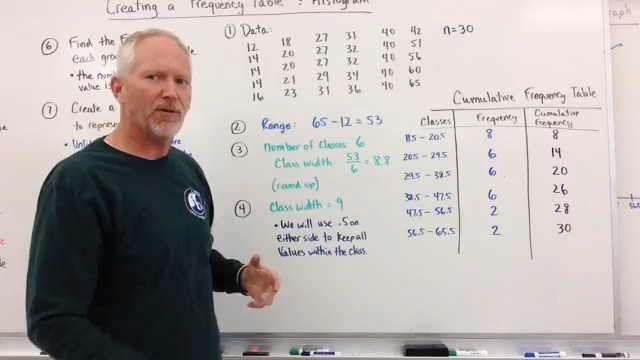 Creating a Frequency Table + Histogram
① Data:
n=30
12 18 27 31 40 42
14 20 27 32 40 51
14 20 27 32 40 56
14 21 29 34 40 60
16 23 31 36 40 65
⑥ Find the F
each gro
• the num
value is
⑦ Create a
to repres
• Unlik
② Range: 65-12=53
③ Number of classes: 6
Class width: 53/6 = 8.8
(round up)
④ Class width = 9
• We will use .5 on
either side to keep all
values within the class.
Cumulative Frequency Table
Classes Frequency Cumulative Frequency
11.5 - 20.5 8 8
20.5 - 29.5 6 14
29.5 - 38.5 6 20
38.5 - 47.5 6 26
47.5 - 56.5 2 28
56.5 - 65.5 2 30
raph